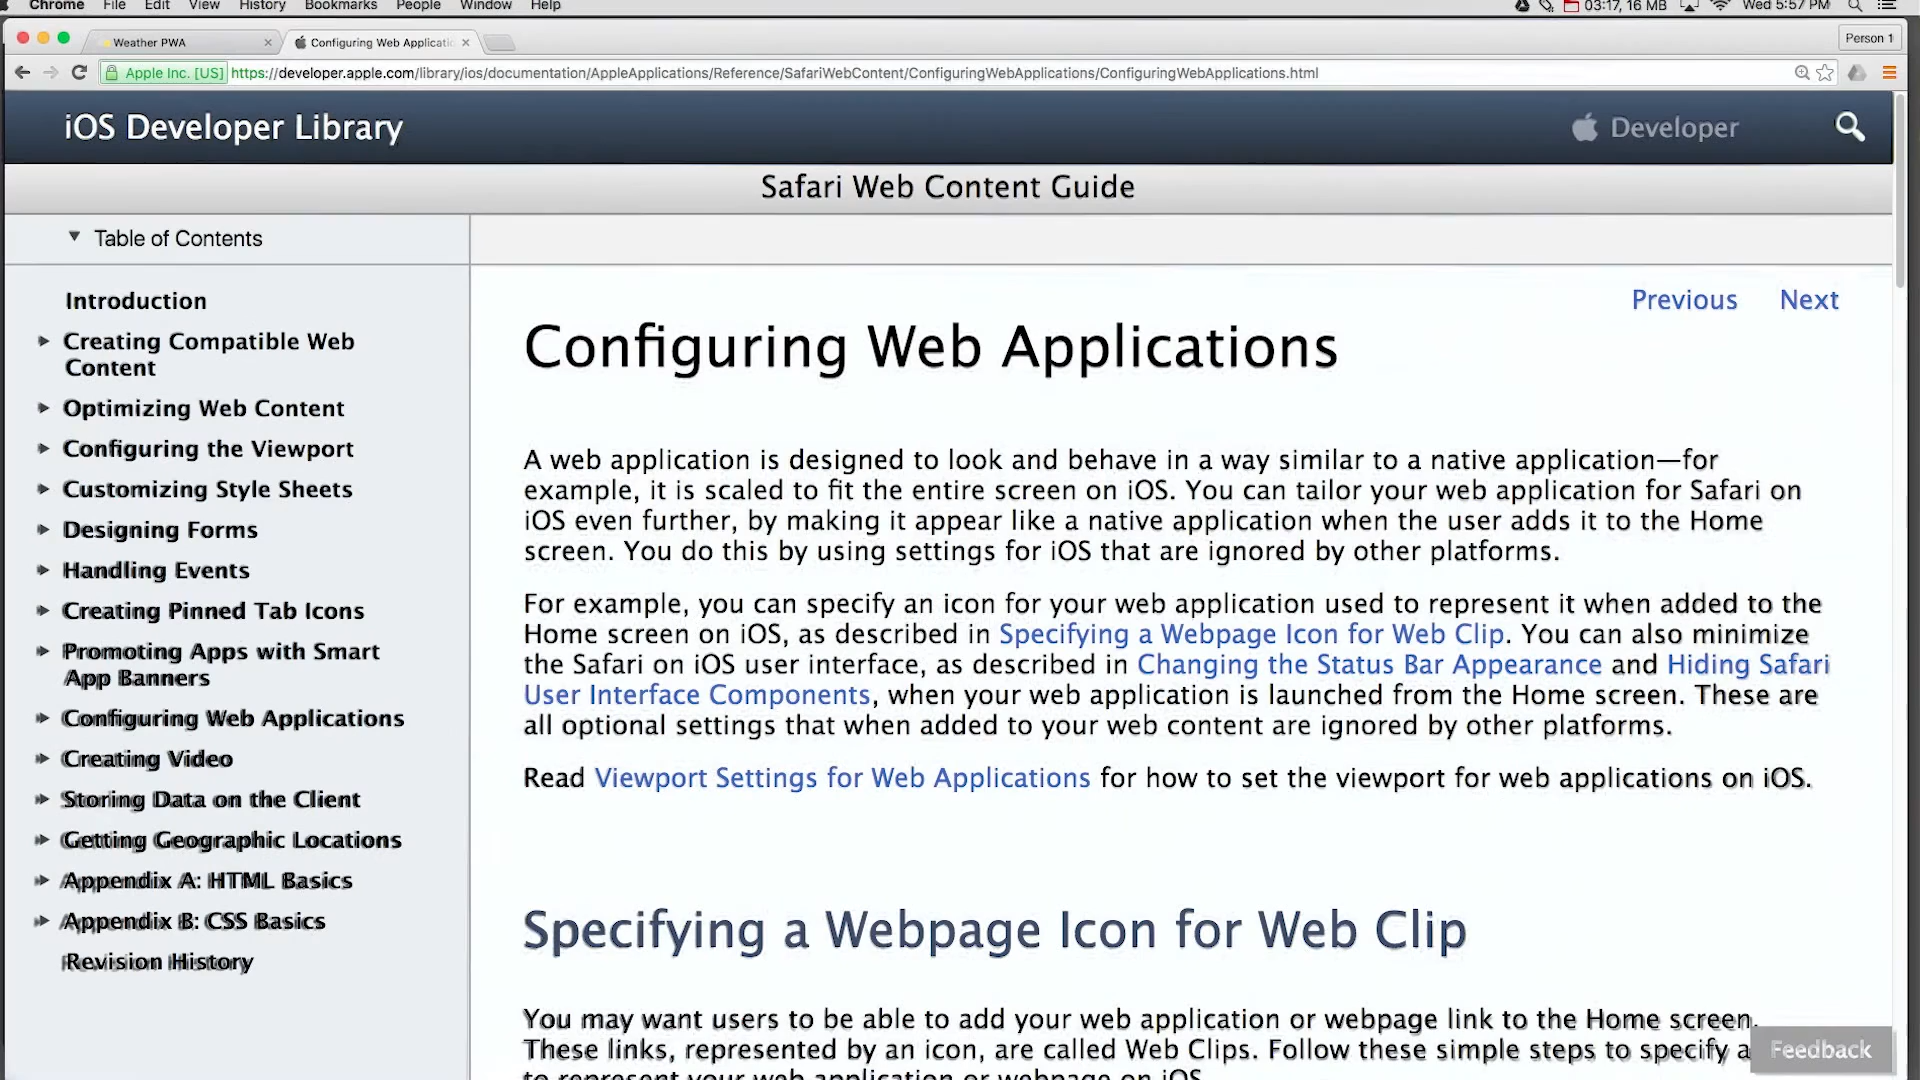 Chrome File Edit View History Bookmarks People Window Help 03:17, 16 MB Wed 5:57 PM
Weather PWA
Configuring Web Applicatio
Person 1
Apple Inc. [US] https://developer.apple.com/library/ios/documentation/AppleApplications/Reference/SafariWebContent/ConfiguringWebApplications/ConfiguringWebApplications.html
iOS Developer Library
Developer
Safari Web Content Guide
Table of Contents
Introduction
Creating Compatible Web
Content
Optimizing Web Content
Configuring the Viewport
Customizing Style Sheets
Designing Forms
Handling Events
Creating Pinned Tab Icons
Promoting Apps with Smart
App Banners
Configuring Web Applications
Creating Video
Storing Data on the Client
Getting Geographic Locations
Appendix A: HTML Basics
Appendix B: CSS Basics
Revision History
Previous Next
Configuring Web Applications
A web application is designed to look and behave in a way similar to a native application—for
example, it is scaled to fit the entire screen on iOS. You can tailor your web application for Safari on
iOS even further, by making it appear like a native application when the user adds it to the Home
screen. You do this by using settings for iOS that are ignored by other platforms.
For example, you can specify an icon for your web application used to represent it when added to the
Home screen on iOS, as described in Specifying a Webpage Icon for Web Clip. You can also minimize
the Safari on iOS user interface, as described in Changing the Status Bar Appearance and Hiding Safari
User Interface Components, when your web application is launched from the Home screen. These are
all optional settings that when added to your web content are ignored by other platforms.
Read Viewport Settings for Web Applications for how to set the viewport for web applications on iOS.
Specifying a Webpage Icon for Web Clip
You may want users to be able to add your web application or webpage link to the Home screen.
These links, represented by an icon, are called Web Clips. Follow these simple steps to specify a
to represent your web application or webpage on iOS.
Feedback